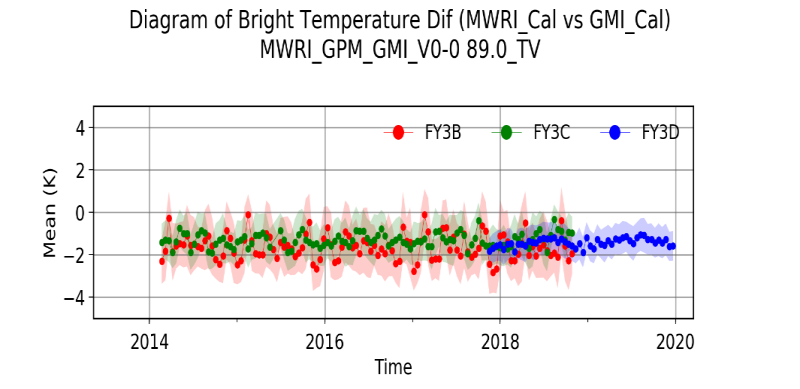 Diagram of Bright Temperature Dif (MWRI_Cal vs GMI_Cal)
MWRI_GPM_GMI_V0-0 89.0_TV
FY3B FY3C FY3D
4
2
0
−2
−4
Mean (K)
2014 2016 2018 2020
Time